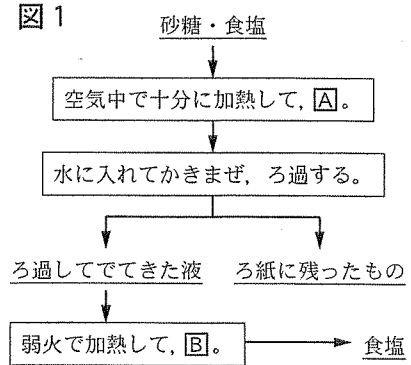 図1
砂糖・食塩
空気中で十分に加熱して,A。
水に入れてかきまぜ,ろ過する。
ろ過してでてきた液
ろ紙に残ったもの
弱火で加熱して,B。
食塩